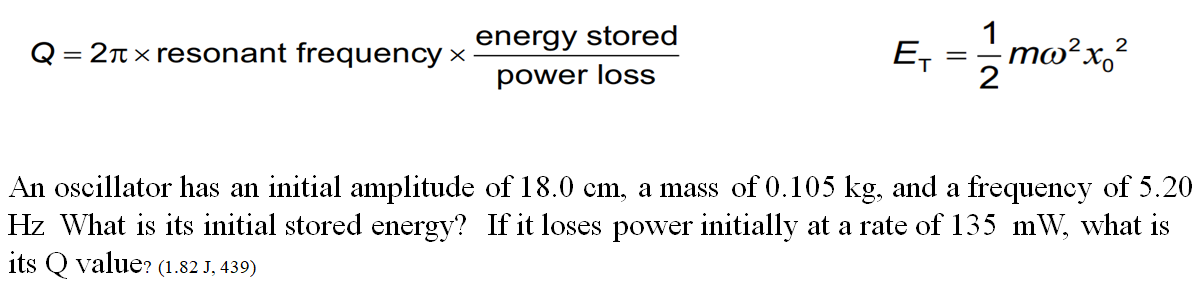 Q = 2π × resonant frequency × energy stored / power loss
E_T = 1/2 mω²x₀²
An oscillator has an initial amplitude of 18.0 cm, a mass of 0.105 kg, and a frequency of 5.20
Hz What is its initial stored energy? If it loses power initially at a rate of 135 mW, what is
its Q value? (1.82 J, 439)